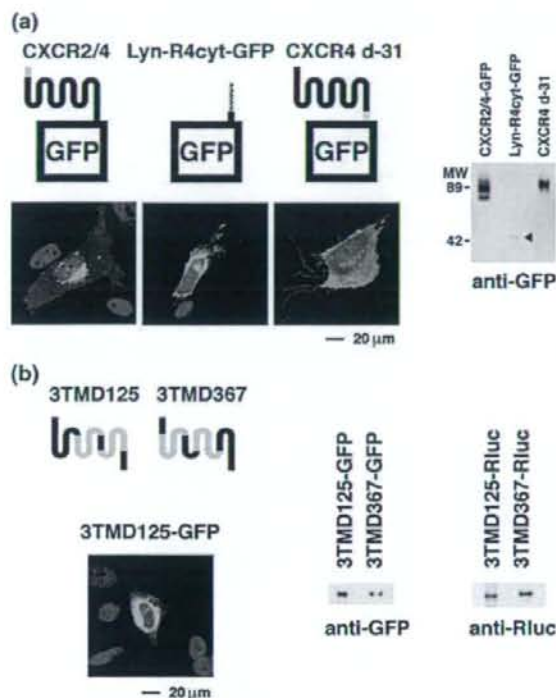 (a)
CXCR2/4 Lyn-R4cyt-GFP CXCR4 d-31
GFP GFP GFP
20 µm
CXCR2/4-GFP
Lyn-R4cyt-GFP
CXCR4 d-31
MW
89
42
anti-GFP
(b)
3TMD125 3TMD367
3TMD125-GFP
20 µm
3TMD125-GFP
3TMD367-GFP
anti-GFP
3TMD125-Rluc
3TMD367-Rluc
anti-Rluc